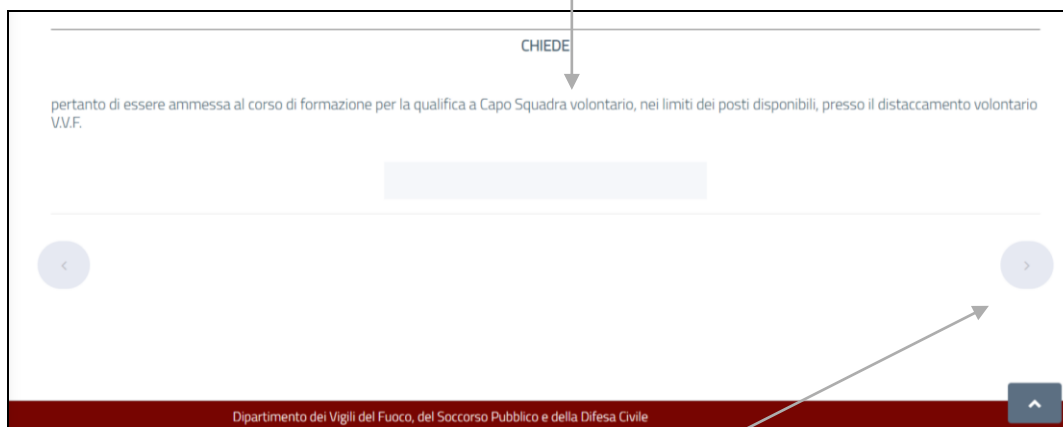 CHIEDE
pertanto di essere ammessa al corso di formazione per la qualifica a Capo Squadra volontario, nei limiti dei posti disponibili, presso il distaccamento volontario
V.V.F.
Dipartimento dei Vigili del Fuoco, del Soccorso Pubblico e della Difesa Civile